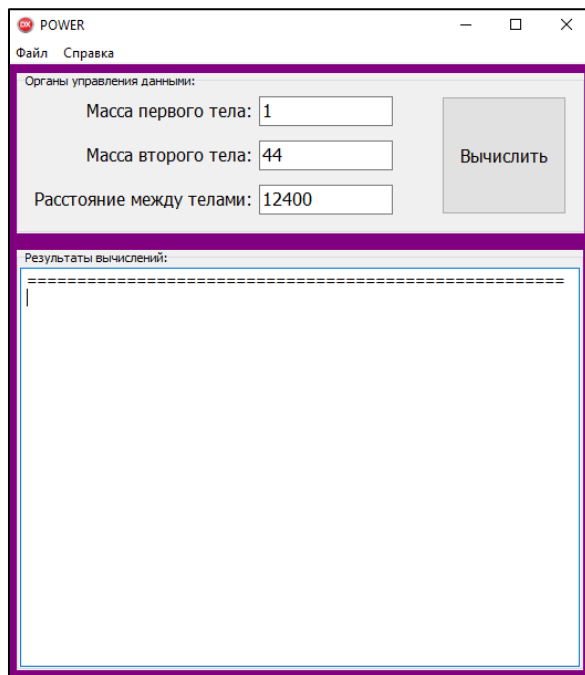 DX POWER
Файл Справка
Органы управления данными:
Масса первого тела: 1
Масса второго тела: 44
Расстояние между телами: 12400
Вычислить
Результаты вычислений:
======================================================